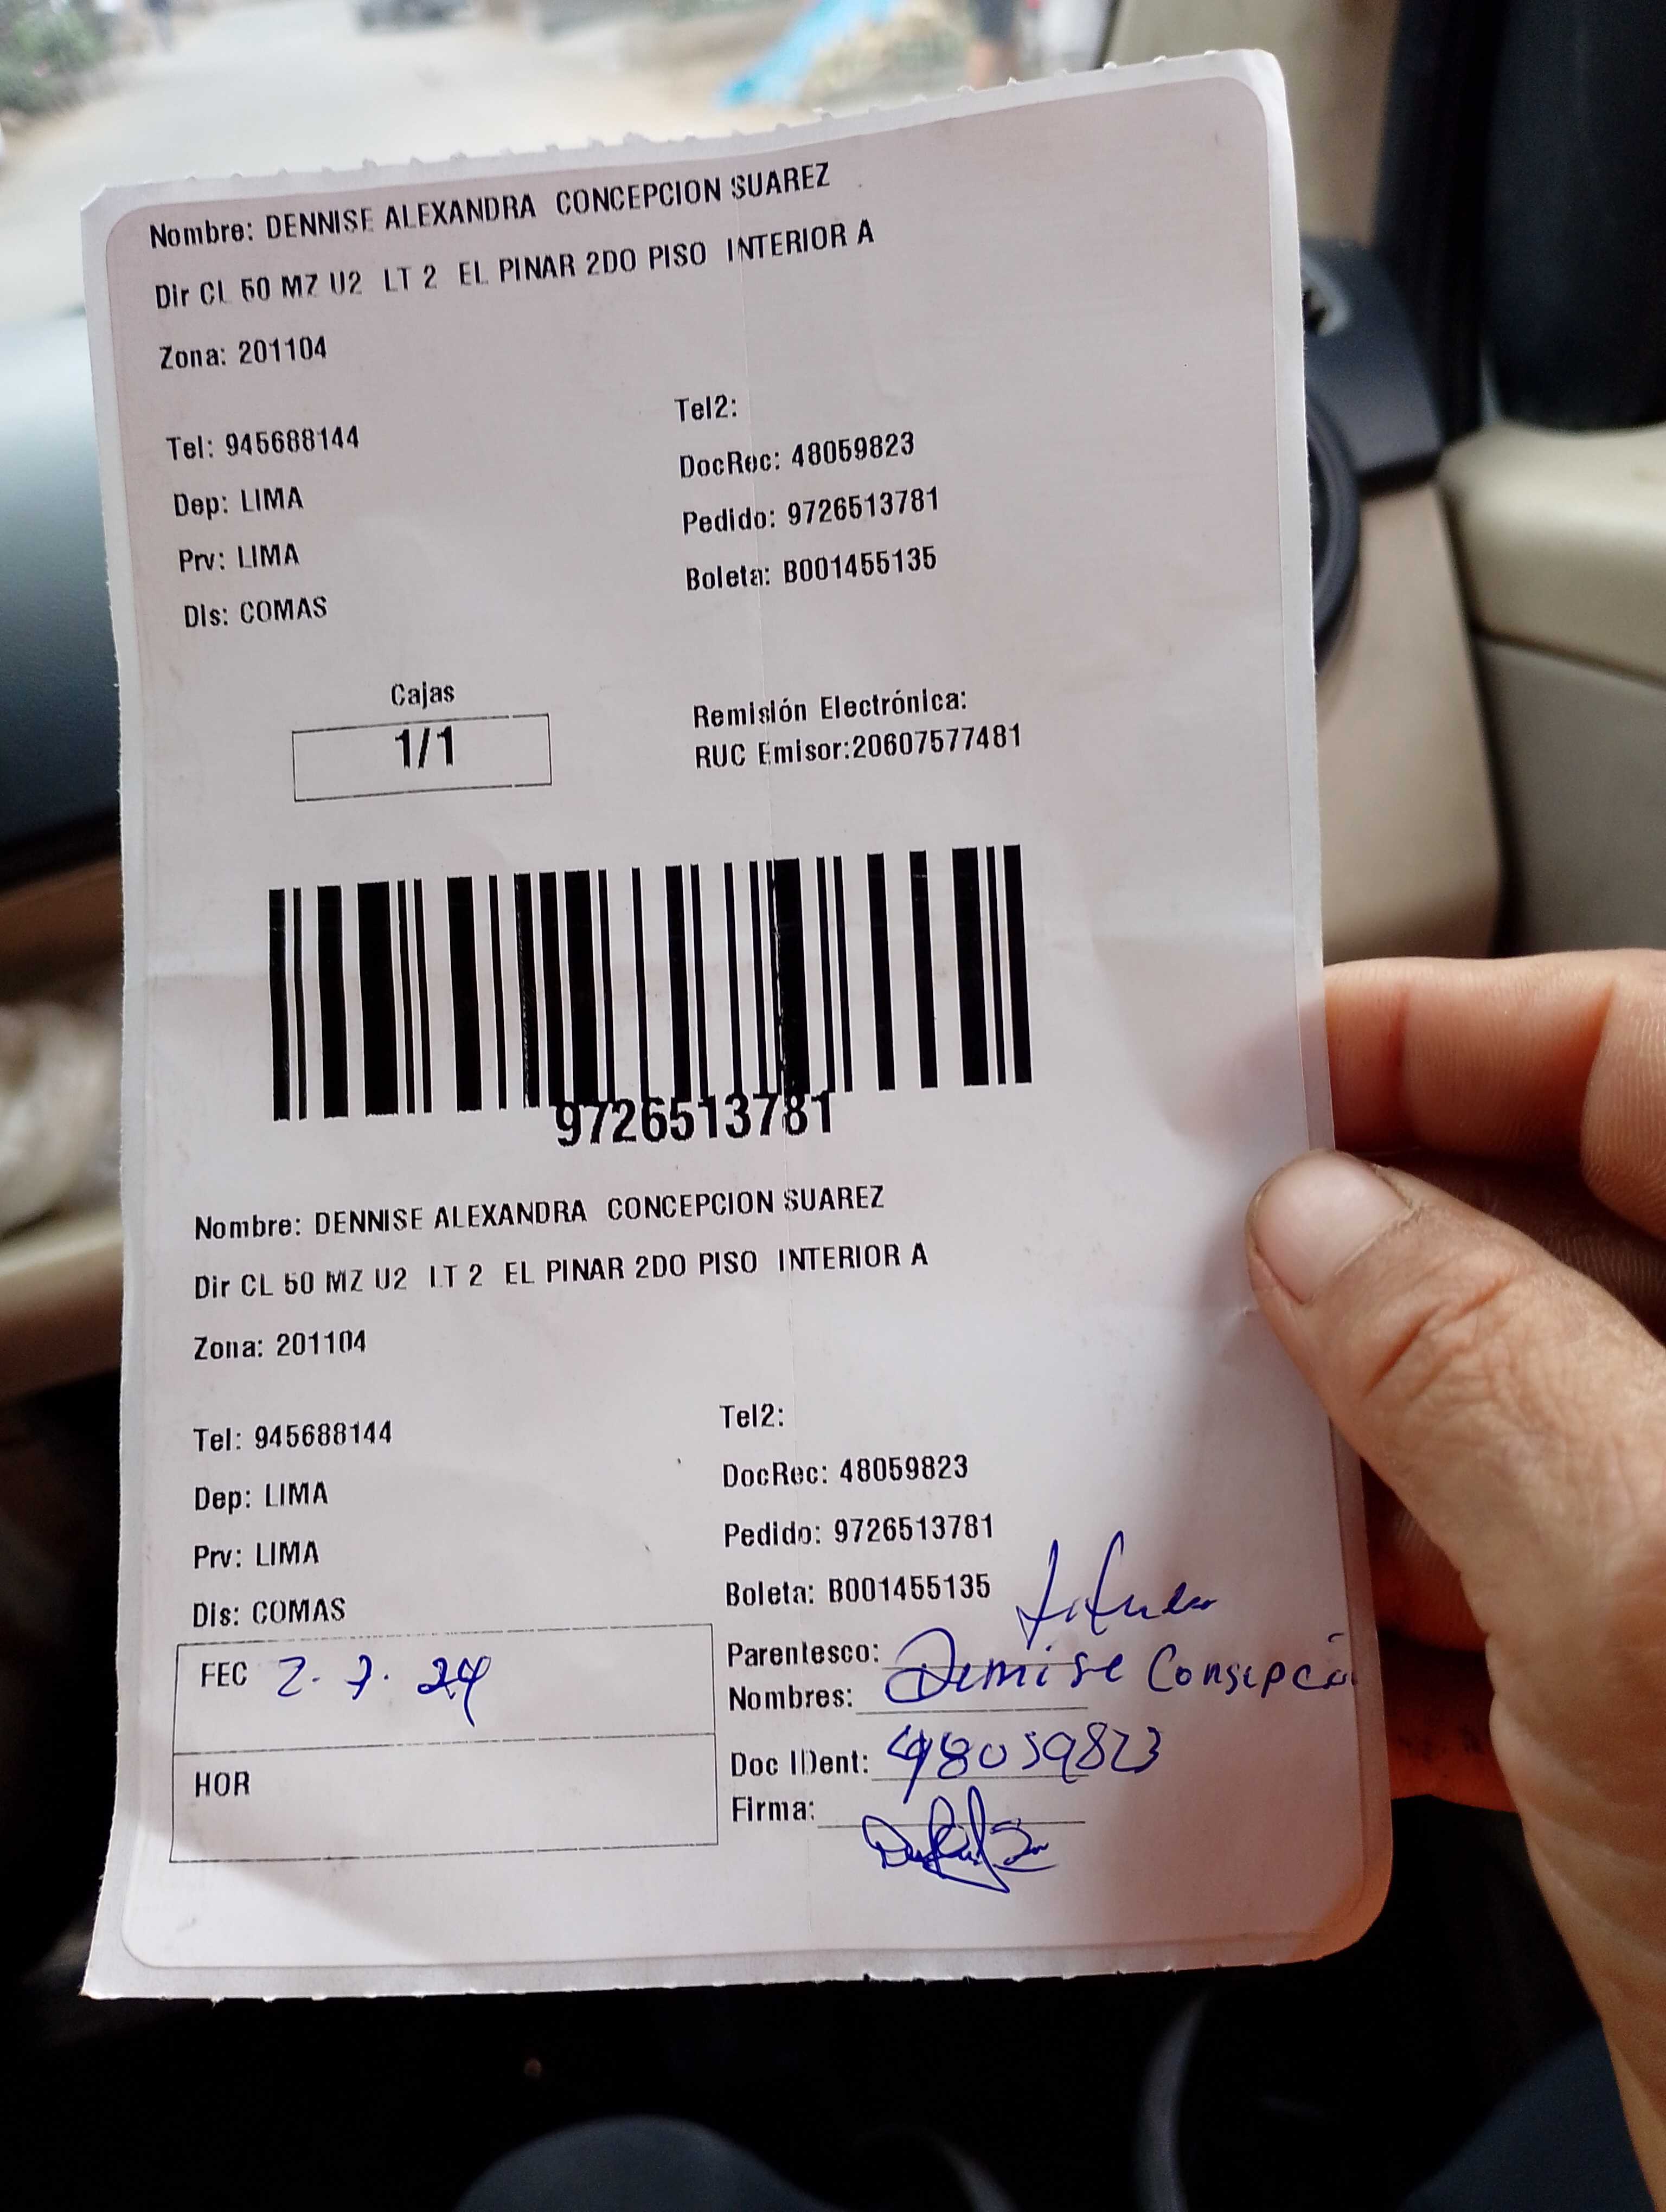 Nombre: DENNISE ALEXANDRA CONCEPCION SUAREZ
Dir CL 50 MZ U2 LT 2 EL PINAR 2DO PISO INTERIOR A
Zona: 201104
Tel2:
Tel: 945688144
DocRec: 48059823
Dep: LIMA
Pedido: 9726513781
Prv: LIMA
Boleta: B001455135
Dis: COMAS
Cajas
1/1
Remisión Electrónica:
RUC Emisor:20607577481
9726513781
Nombre: DENNISE ALEXANDRA CONCEPCION SUAREZ
Dir CL 50 MZ U2 LT 2 EL PINAR 2DO PISO INTERIOR A
Zona: 201104
Tel2:
Tel: 945688144
DocRec: 48059823
Dep: LIMA
Pedido: 9726513781
Prv: LIMA
Boleta: B001455135
Dis: COMAS
FEC 2. 7. 24
HOR
Parentesco:
Nombres: Dennise
Doc IDent: 48059823
Firma: